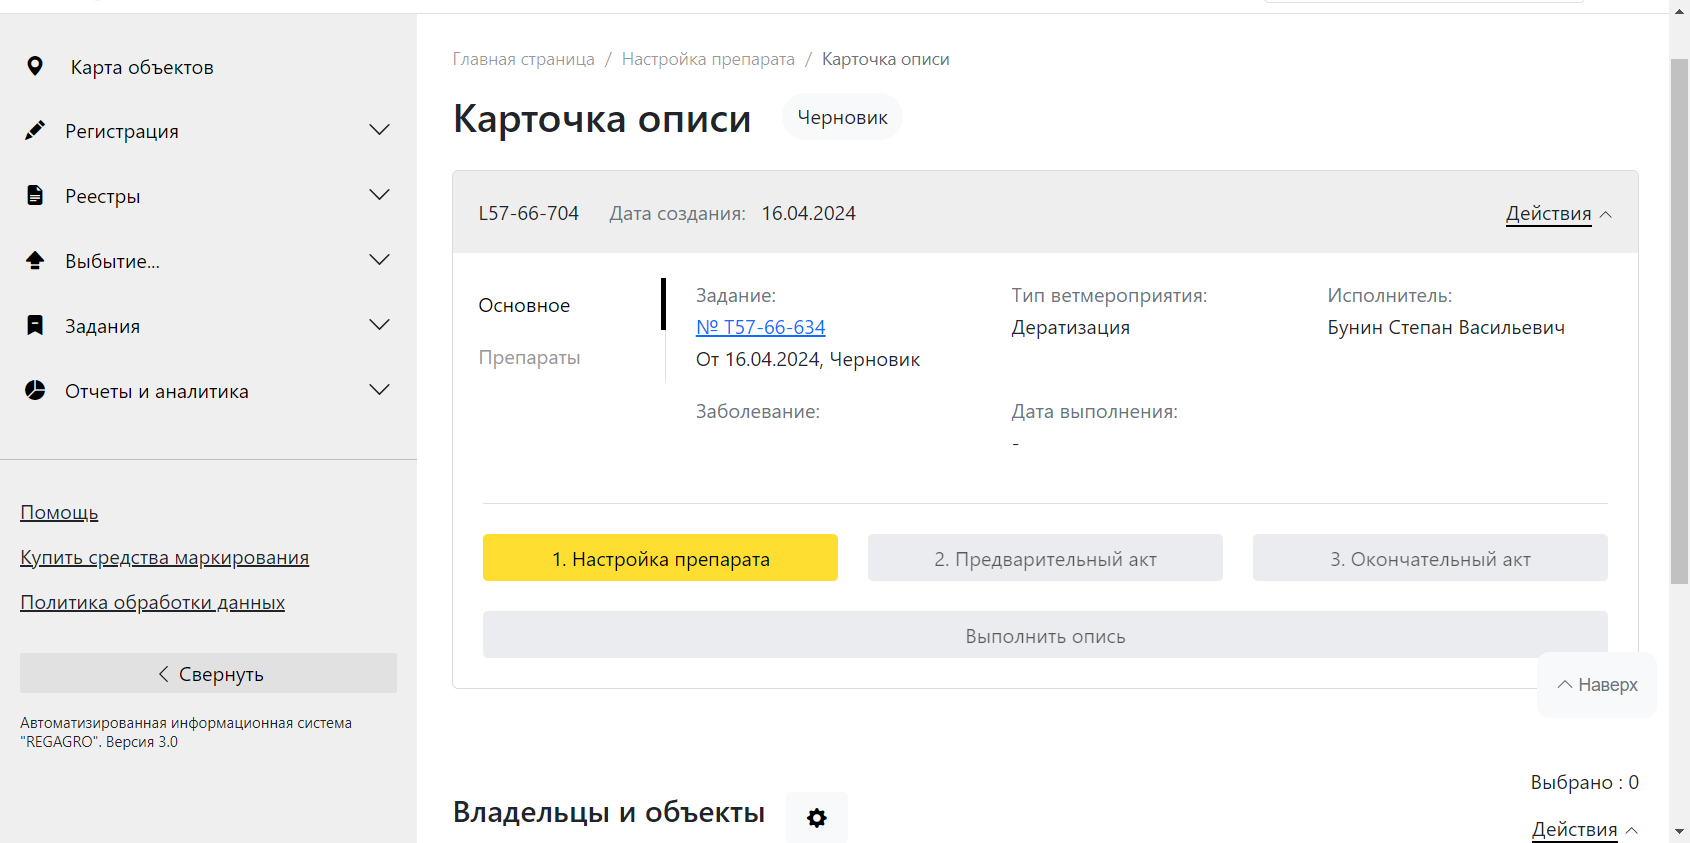 Карта объектов
Регистрация
Реестры
Выбытие...
Задания
Отчеты и аналитика
Помощь
Купить средства маркирования
Политика обработки данных
Свернуть
Автоматизированная информационная система
"REGAGRO". Версия 3.0
Главная страница / Настройка препарата / Карточка описи
Карточка описи Черновик
L57-66-704 Дата создания: 16.04.2024 Действия
Основное
Препараты
Задание:
№ T57-66-634
От 16.04.2024, Черновик
Тип ветмероприятия:
Дератизация
Исполнитель:
Бунин Степан Васильевич
Заболевание:
Дата выполнения:
-
1. Настройка препарата
2. Предварительный акт
3. Окончательный акт
Выполнить опись
Наверх
Выбрано : 0
Владельцы и объекты
Действия